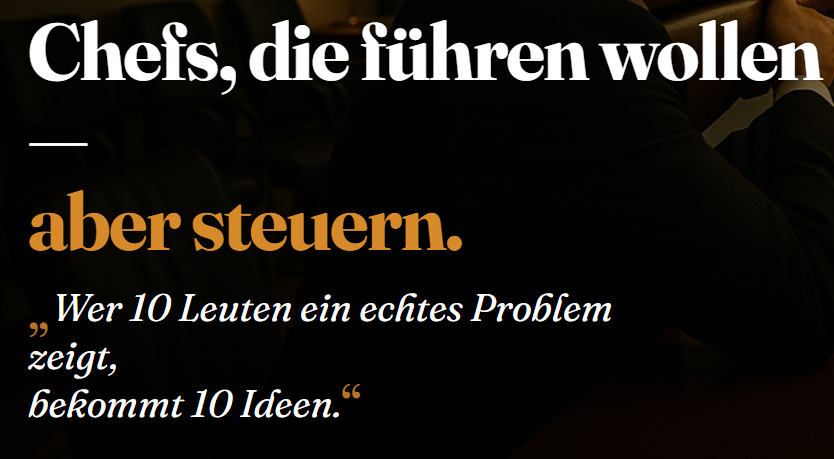 Chefs, die führen wollen
—
aber steuern.
„Wer 10 Leuten ein echtes Problem
zeigt,
bekommt 10 Ideen.“